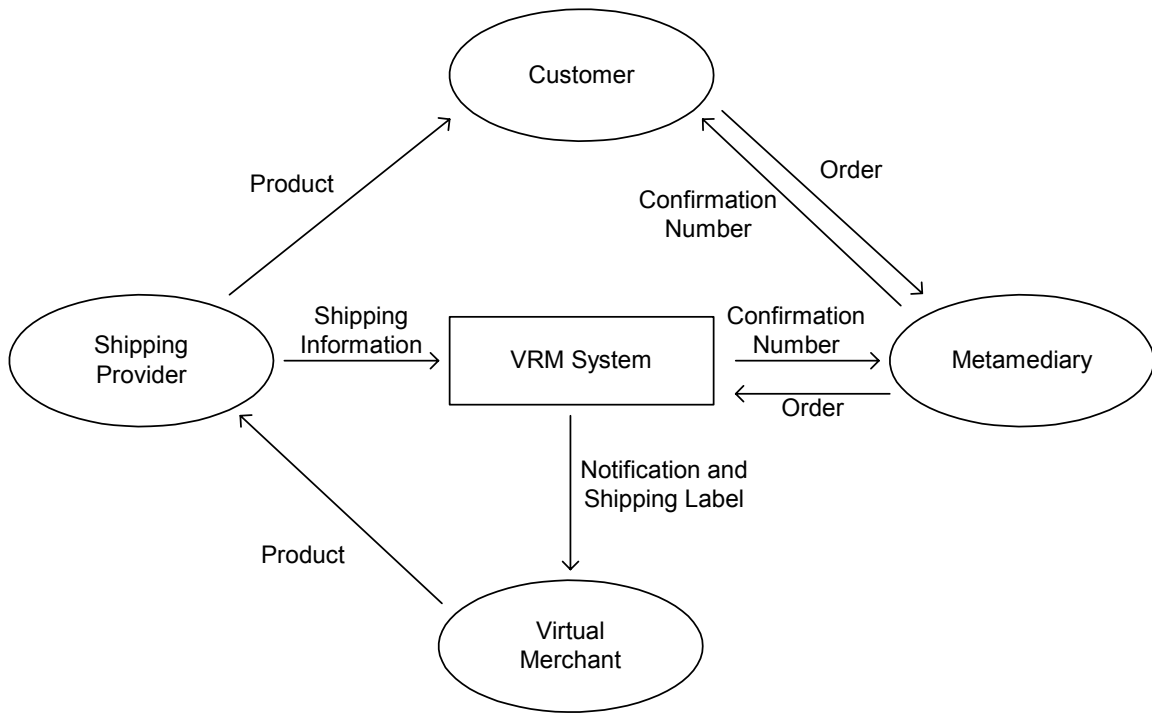 Customer
Product
Order
Confirmation
Number
Shipping
Provider
Shipping
Information
VRM System
Confirmation
Number
Order
Metamediary
Notification and
Shipping Label
Product
Virtual
Merchant